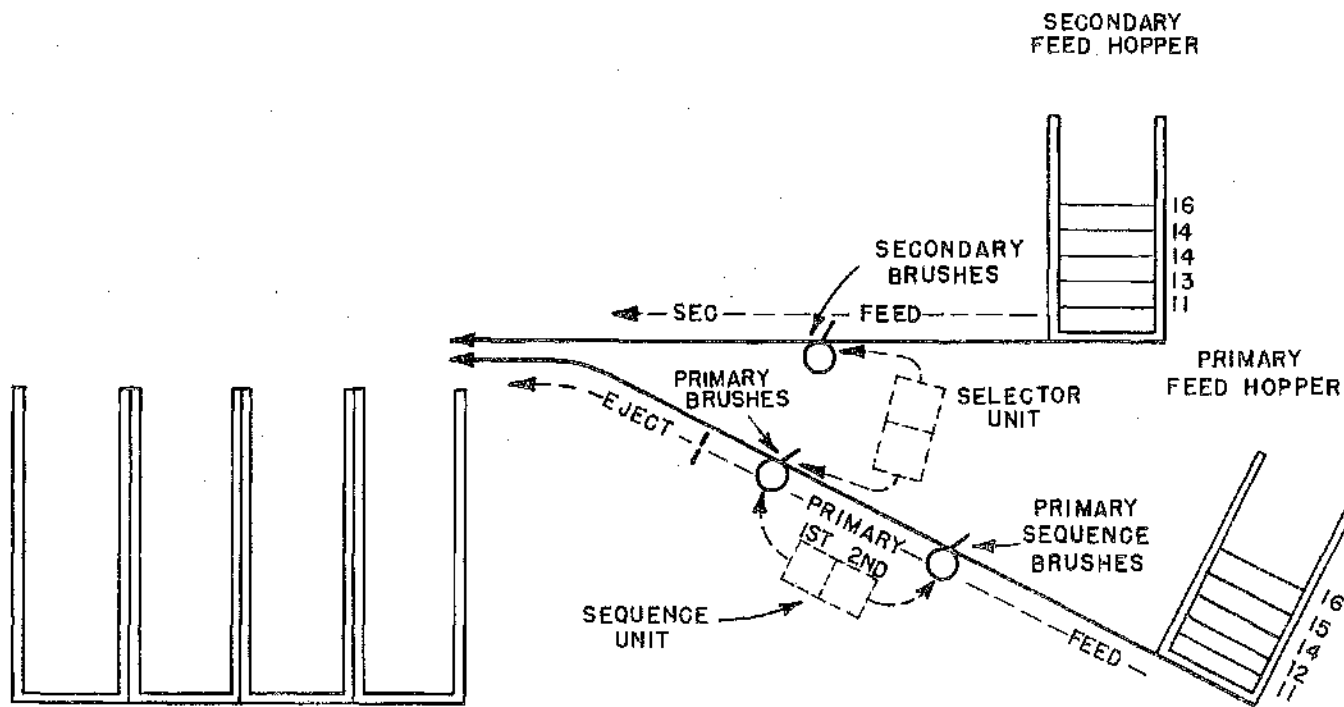 SECONDARY
FEED HOPPER
16
14
14
13
11
SECONDARY
BRUSHES
SEC FEED
PRIMARY
FEED HOPPER
PRIMARY
BRUSHES
SELECTOR
UNIT
EJECT
PRIMARY
SEQUENCE
BRUSHES
PRIMARY
1ST 2ND
SEQUENCE
UNIT
FEED
16
15
14
12
11